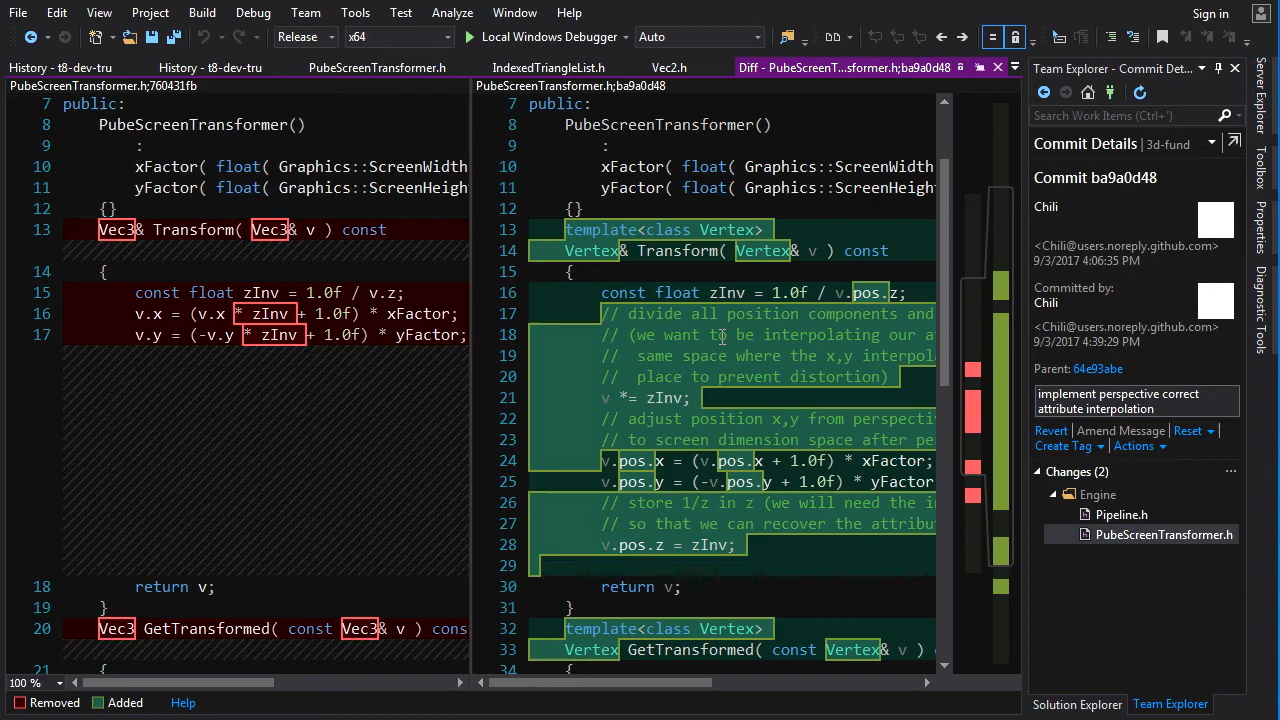 File Edit View Project Build Debug Team Tools Test Analyze Window Help Sign in
Release x64 Local Windows Debugger Auto
History - t8-dev-tru History - t8-dev-tru PubeScreenTransformer.h IndexedTriangleList.h Vec2.h Diff - PubeScreenT...sformer.h;ba9a0d48
PubeScreenTransformer.h;760431fb
7 public:
8 PubeScreenTransformer()
9 :
10 xFactor( float( Graphics::ScreenWidth
11 yFactor( float( Graphics::ScreenHeigh
12 {}
13 Vec3& Transform( Vec3& v ) const
14 {
15 const float zInv = 1.0f / v.z;
16 v.x = (v.x * zInv + 1.0f) * xFactor;
17 v.y = (-v.y * zInv + 1.0f) * yFactor;
18 return v;
19 }
20 Vec3 GetTransformed( const Vec3& v ) cons
21 {
100 %
PubeScreenTransformer.h;ba9a0d48
7 public:
8 PubeScreenTransformer()
9 :
10 xFactor( float( Graphics::ScreenWidth
11 yFactor( float( Graphics::ScreenHeigh
12 {}
13 template<class Vertex>
14 Vertex& Transform( Vertex& v ) const
15 {
16 const float zInv = 1.0f / v.pos.z;
17 // divide all position components and
18 // (we want to be interpolating our a
19 // same space where the x,y interpol
20 // place to prevent distortion)
21 v *= zInv;
22 // adjust position x,y from perspecti
23 // to screen dimension space after pe
24 v.pos.x = (v.pos.x + 1.0f) * xFactor;
25 v.pos.y = (-v.pos.y + 1.0f) * yFactor
26 // store 1/z in z (we will need the i
27 // so that we can recover the attribu
28 v.pos.z = zInv;
29
30 return v;
31 }
32 template<class Vertex>
33 Vertex GetTransformed( const Vertex& v )
34 {
Removed Added Help
Team Explorer - Commit Det...
Search Work Items (Ctrl+')
Commit Details | 3d-fund
Commit ba9a0d48
Chili
<Chili@users.noreply.github.com>
9/3/2017 4:06:35 PM
Committed by:
Chili
<Chili@users.noreply.github.com>
9/3/2017 4:39:29 PM
Parent: 64e93abe
implement perspective correct
attribute interpolation
Revert Amend Message Reset
Create Tag Actions
Changes (2)
Engine
Pipeline.h
PubeScreenTransformer.h
Solution Explorer Team Explorer
Server Explorer
Toolbox
Property Manager
Diagnostic Tools